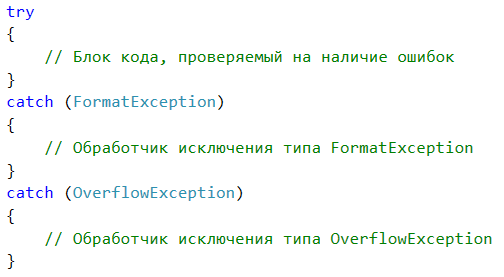 try
{
    // Блок кода, проверяемый на наличие ошибок
}
catch (FormatException)
{
    // Обработчик исключения типа FormatException
}
catch (OverflowException)
{
    // Обработчик исключения типа OverflowException
}